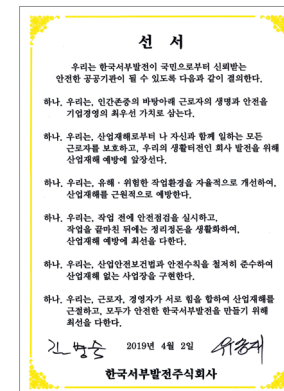 선 서
우리는 한국서부발전이 국민으로부터 신뢰받는
안전한 공공기관이 될 수 있도록 다음과 같이 결의한다.
하나. 우리는, 인간존중의 바탕아래 근로자의 생명과 안전을
기업경영의 최우선 가치로 삼는다.
하나. 우리는, 산업재해로부터 나 자신과 함께 일하는 모든
근로자를 보호하고, 우리의 생활터전인 회사 발전을 위해
산업재해 예방에 앞장선다.
하나. 우리는, 유해ㆍ위험한 작업환경을 자율적으로 개선하여,
산업재해를 근원적으로 예방한다.
하나. 우리는, 작업 전에 안전점검을 실시하고,
작업을 끝마친 뒤에는 정리정돈을 생활화하여,
산업재해 예방에 최선을 다한다.
하나. 우리는, 산업안전보건법과 안전수칙을 철저히 준수하여
산업재해 없는 사업장을 구현한다.
하나. 우리는, 근로자, 경영자가 서로 힘을 합하여 산업재해를
근절하고, 모두가 안전한 한국서부발전을 만들기 위해
최선을 다한다.
2019년 4월 2일
한국서부발전주식회사